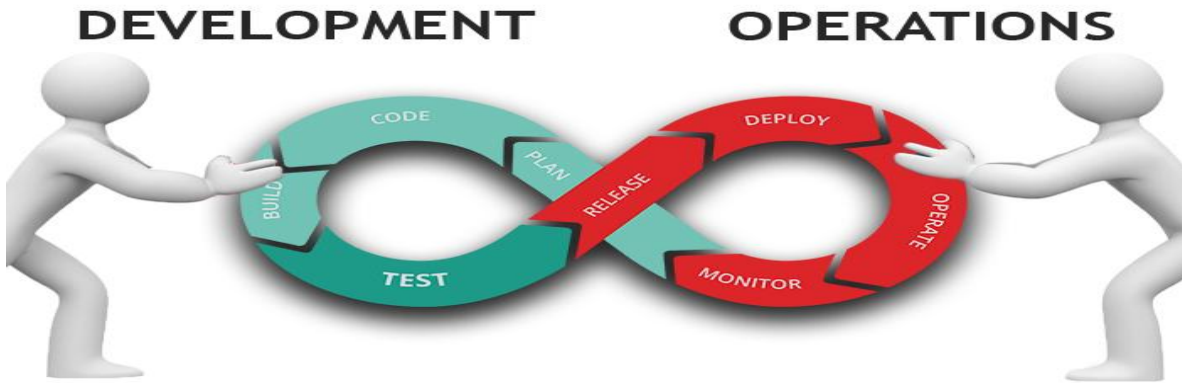 DEVELOPMENT
OPERATIONS
CODE
DEPLOY
PLAN
BUILD
RELEASE
OPERATE
TEST
MONITOR